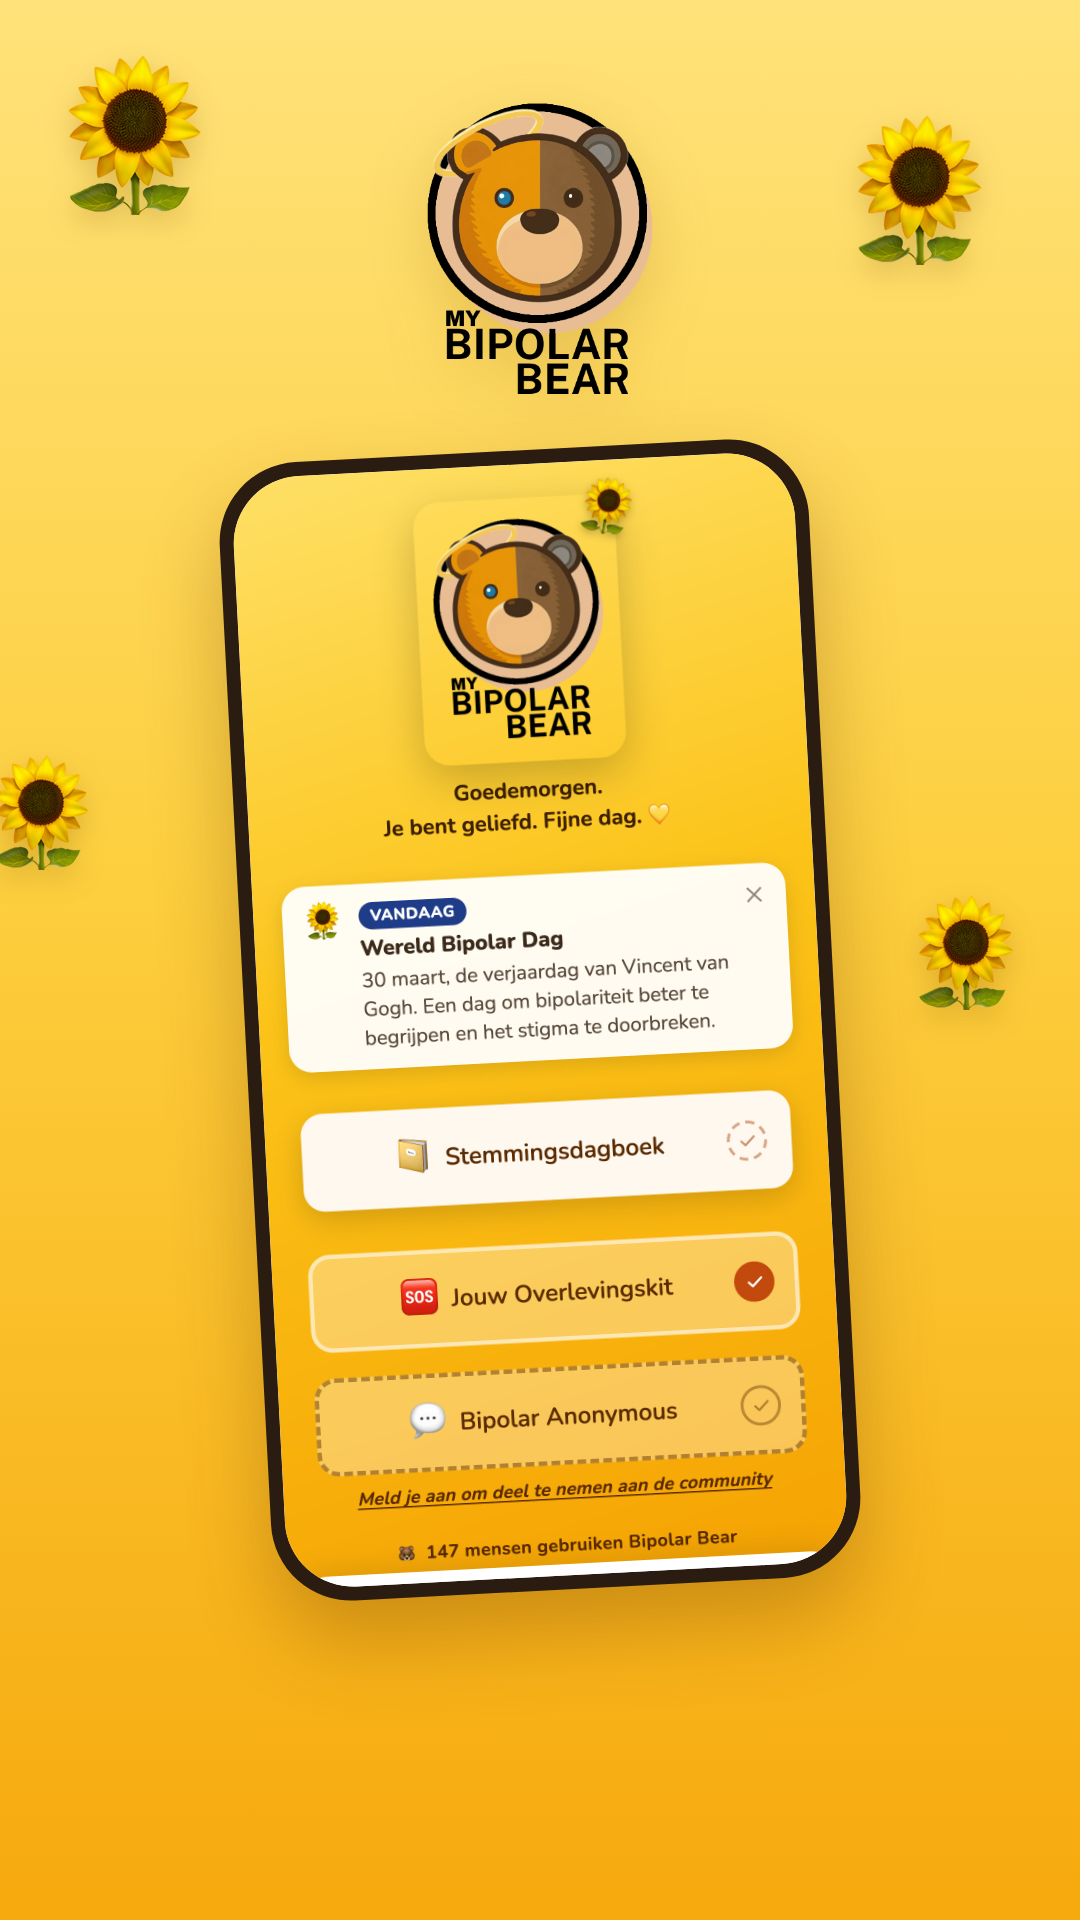 MY
BIPOLAR
BEAR
MY
BIPOLAR
BEAR
Goedemorgen.
Je bent geliefd. Fijne dag. 💛
VANDAAG
Wereld Bipolar Dag
30 maart, de verjaardag van Vincent van
Gogh. Een dag om bipolariteit beter te
begrijpen en het stigma te doorbreken.
Stemmingsdagboek
SOS Jouw Overlevingskit
Bipolar Anonymous
Meld je aan om deel te nemen aan de community
147 mensen gebruiken Bipolar Bear